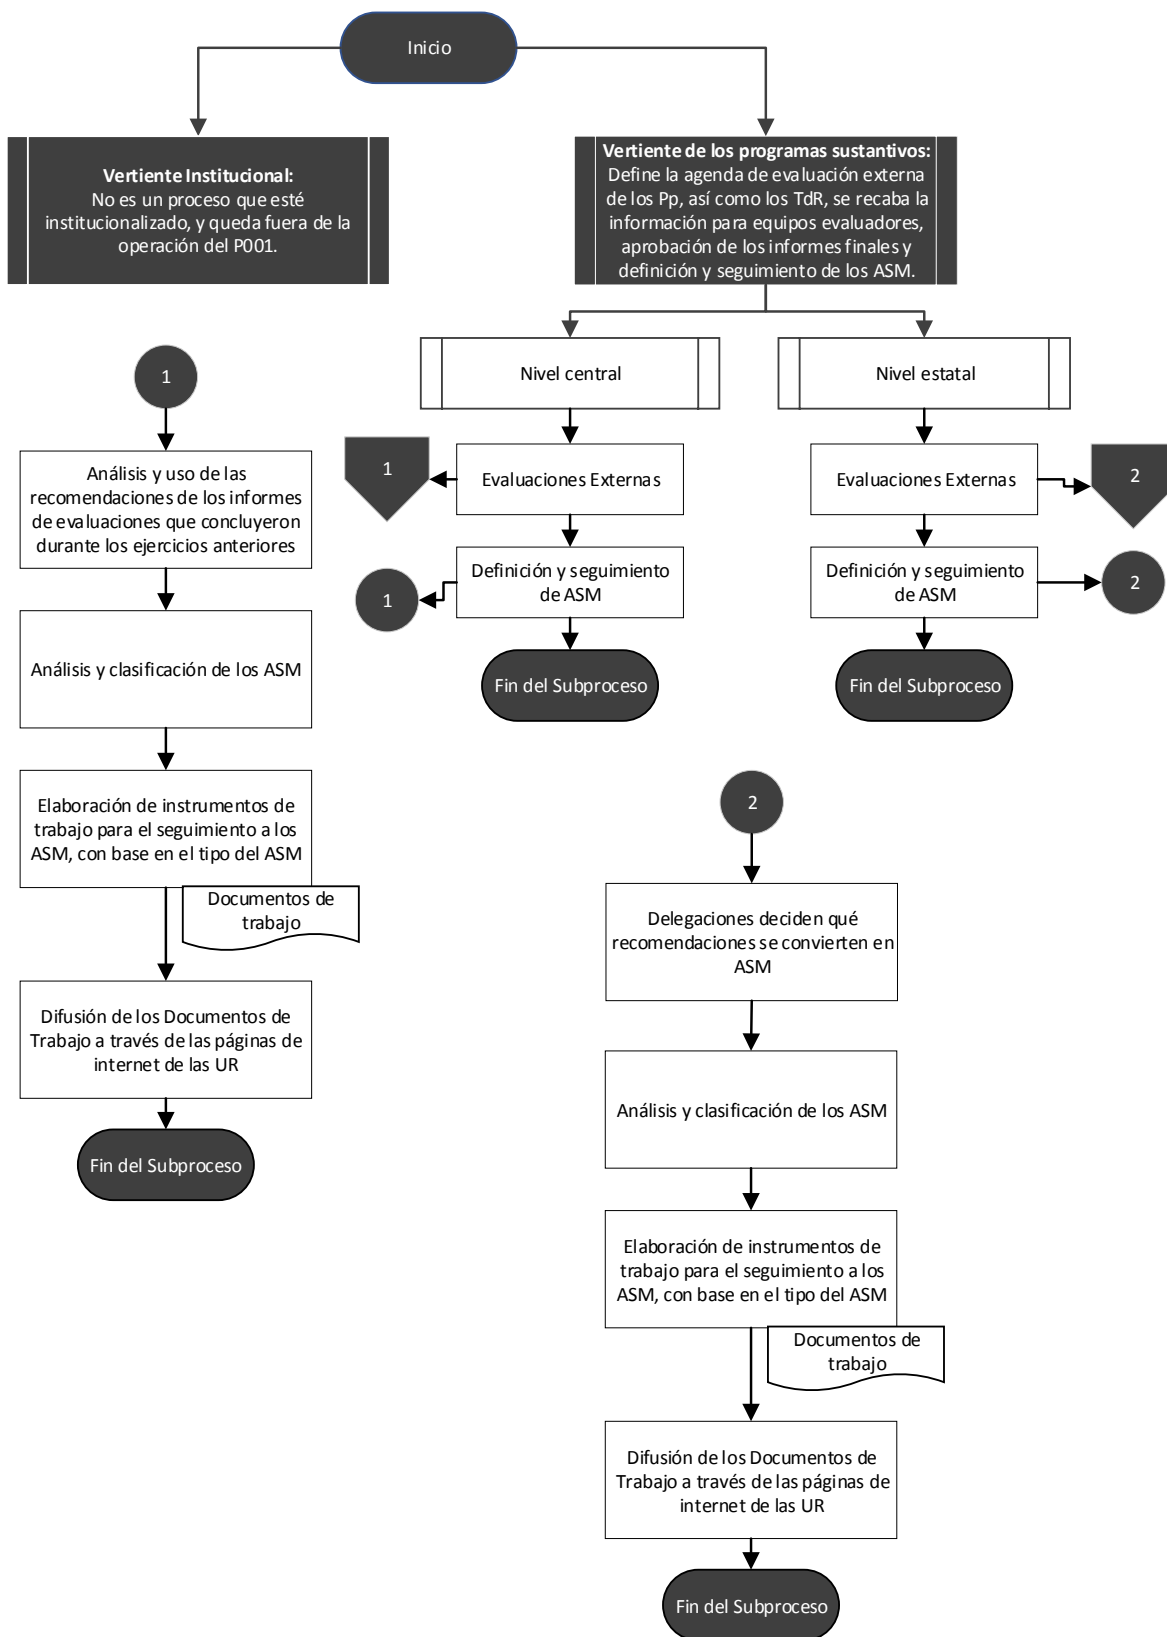 Inicio
Vertiente Institucional:
No es un proceso que esté
institucionalizado, y queda fuera de la
operación del P001.
Vertiente de los programas sustantivos:
Define la agenda de evaluación externa
de los Pp, así como los TdR, se recaba la
información para equipos evaluadores,
aprobación de los informes finales y
definición y seguimiento de los ASM.
Nivel central
Nivel estatal
1
Evaluaciones Externas
Evaluaciones Externas
2
1
Definición y seguimiento
de ASM
Definición y seguimiento
de ASM
2
Fin del Subproceso
Fin del Subproceso
1
Análisis y uso de las
recomendaciones de los informes
de evaluaciones que concluyeron
durante los ejercicios anteriores
Análisis y clasificación de los ASM
Elaboración de instrumentos de
trabajo para el seguimiento a los
ASM, con base en el tipo del ASM
Documentos de
trabajo
Difusión de los Documentos de
Trabajo a través de las páginas de
internet de las UR
Fin del Subproceso
2
Delegaciones deciden qué
recomendaciones se convierten en
ASM
Análisis y clasificación de los ASM
Elaboración de instrumentos de
trabajo para el seguimiento a los
ASM, con base en el tipo del ASM
Documentos de
trabajo
Difusión de los Documentos de
Trabajo a través de las páginas de
internet de las UR
Fin del Subproceso